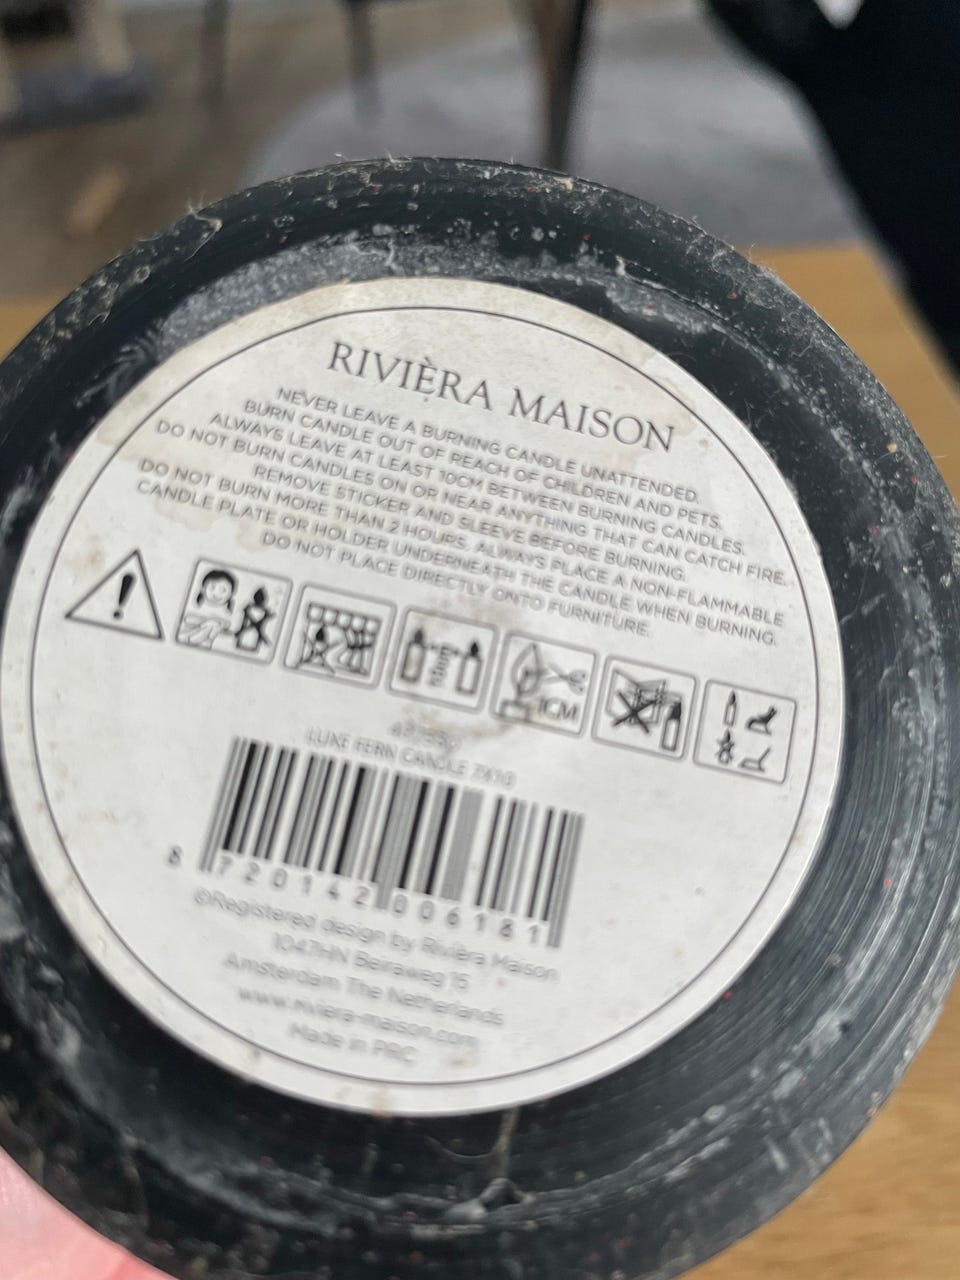 RIVIÈRA MAISON
NEVER LEAVE A BURNING CANDLE UNATTENDED.
BURN CANDLE OUT OF REACH OF CHILDREN AND PETS.
ALWAYS LEAVE AT LEAST 10CM BETWEEN BURNING CANDLES.
DO NOT BURN CANDLES ON OR NEAR ANYTHING THAT CAN CATCH FIRE.
REMOVE STICKER AND SLEEVE BEFORE BURNING.
DO NOT BURN MORE THAN 2 HOURS. ALWAYS PLACE A NON-FLAMMABLE
CANDLE PLATE OR HOLDER UNDERNEATH THE CANDLE WHEN BURNING.
DO NOT PLACE DIRECTLY ONTO FURNITURE.
1CM
LUXE FERN CANDLE 7X10
8 720142 006181
©Registered design by Rivièra Maison
1047HN Beiraweg 15
Amsterdam The Netherlands
www.riviera-maison.com
Made in PRC